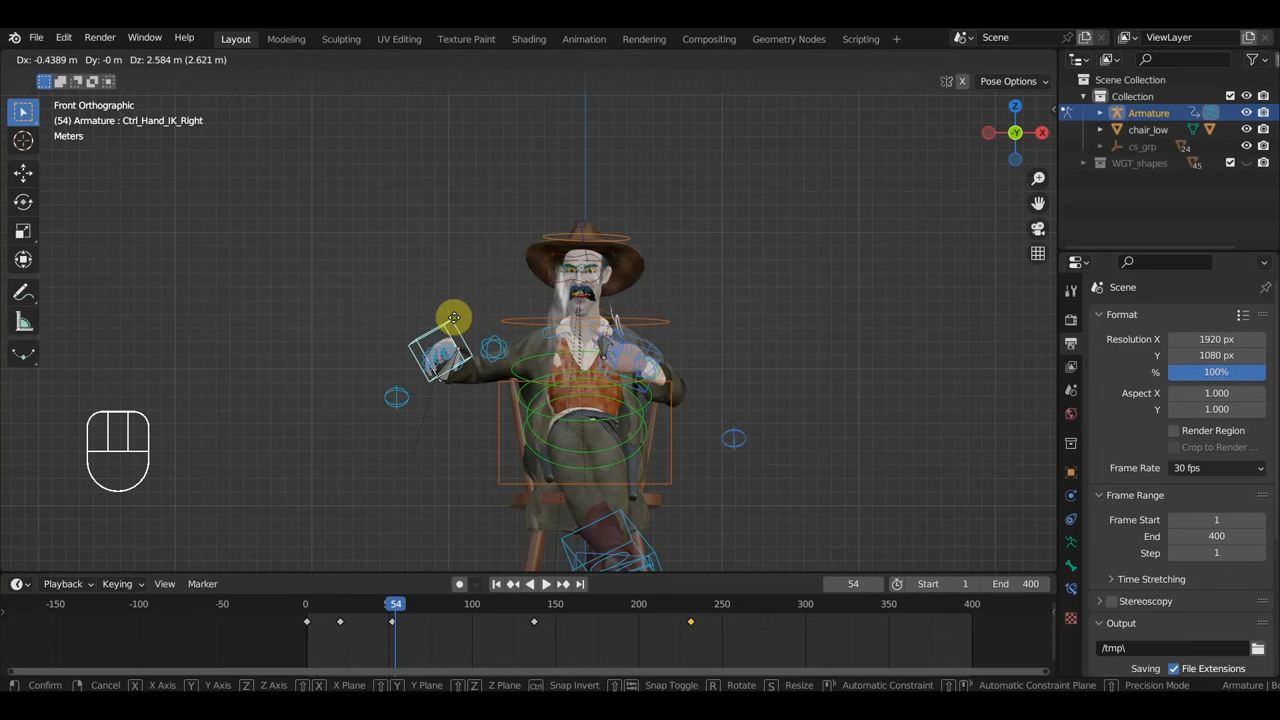 File Edit Render Window Help Layout Modeling Sculpting UV Editing Texture Paint Shading Animation Rendering Compositing Geometry Nodes Scripting + Scene ViewLayer
Dx: -0.4389 m Dy: -0 m Dz: 2.584 m (2.621 m)
X Pose Options
Front Orthographic
(54) Armature : Ctrl_Hand_IK_Right
Meters
Z
-Y
X
Scene Collection
Collection
Armature
chair_low
cs_grp 24
WGT_shapes 45
Scene
Format
Resolution X 1920 px
Y 1080 px
% 100%
Aspect X 1.000
Y 1.000
Render Region
Crop to Render ...
Frame Rate 30 fps
Frame Range
Frame Start 1
End 400
Step 1
Time Stretching
Stereoscopy
Output
/tmp\
Saving File Extensions
Playback Keying View Marker 54 Start 1 End 400
-150 -100 -50 0 54 100 150 200 250 300 350 400
Confirm Cancel X X Axis Y Y Axis Z Z Axis X X Plane Y Y Plane Z Z Plane Ctrl Snap Invert Snap Toggle R Rotate S Resize Automatic Constraint Automatic Constraint Plane Precision Mode Armature | B